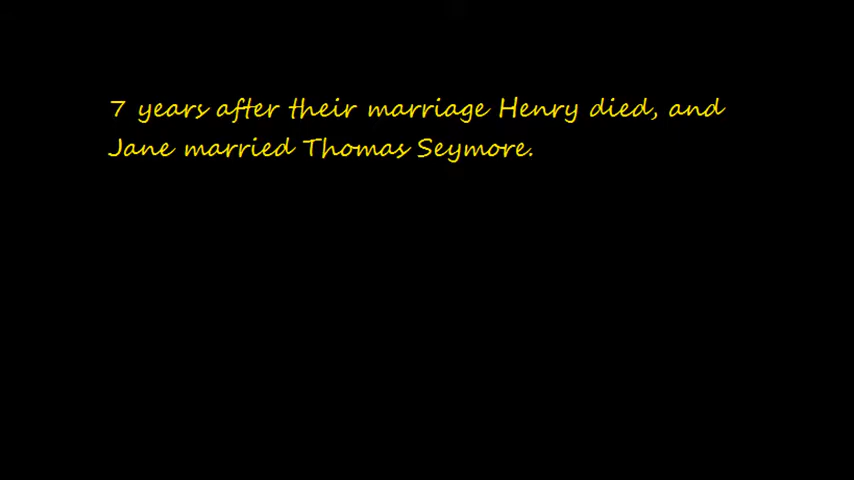 7 years after their marriage Henry died, and
Jane married Thomas Seymore.